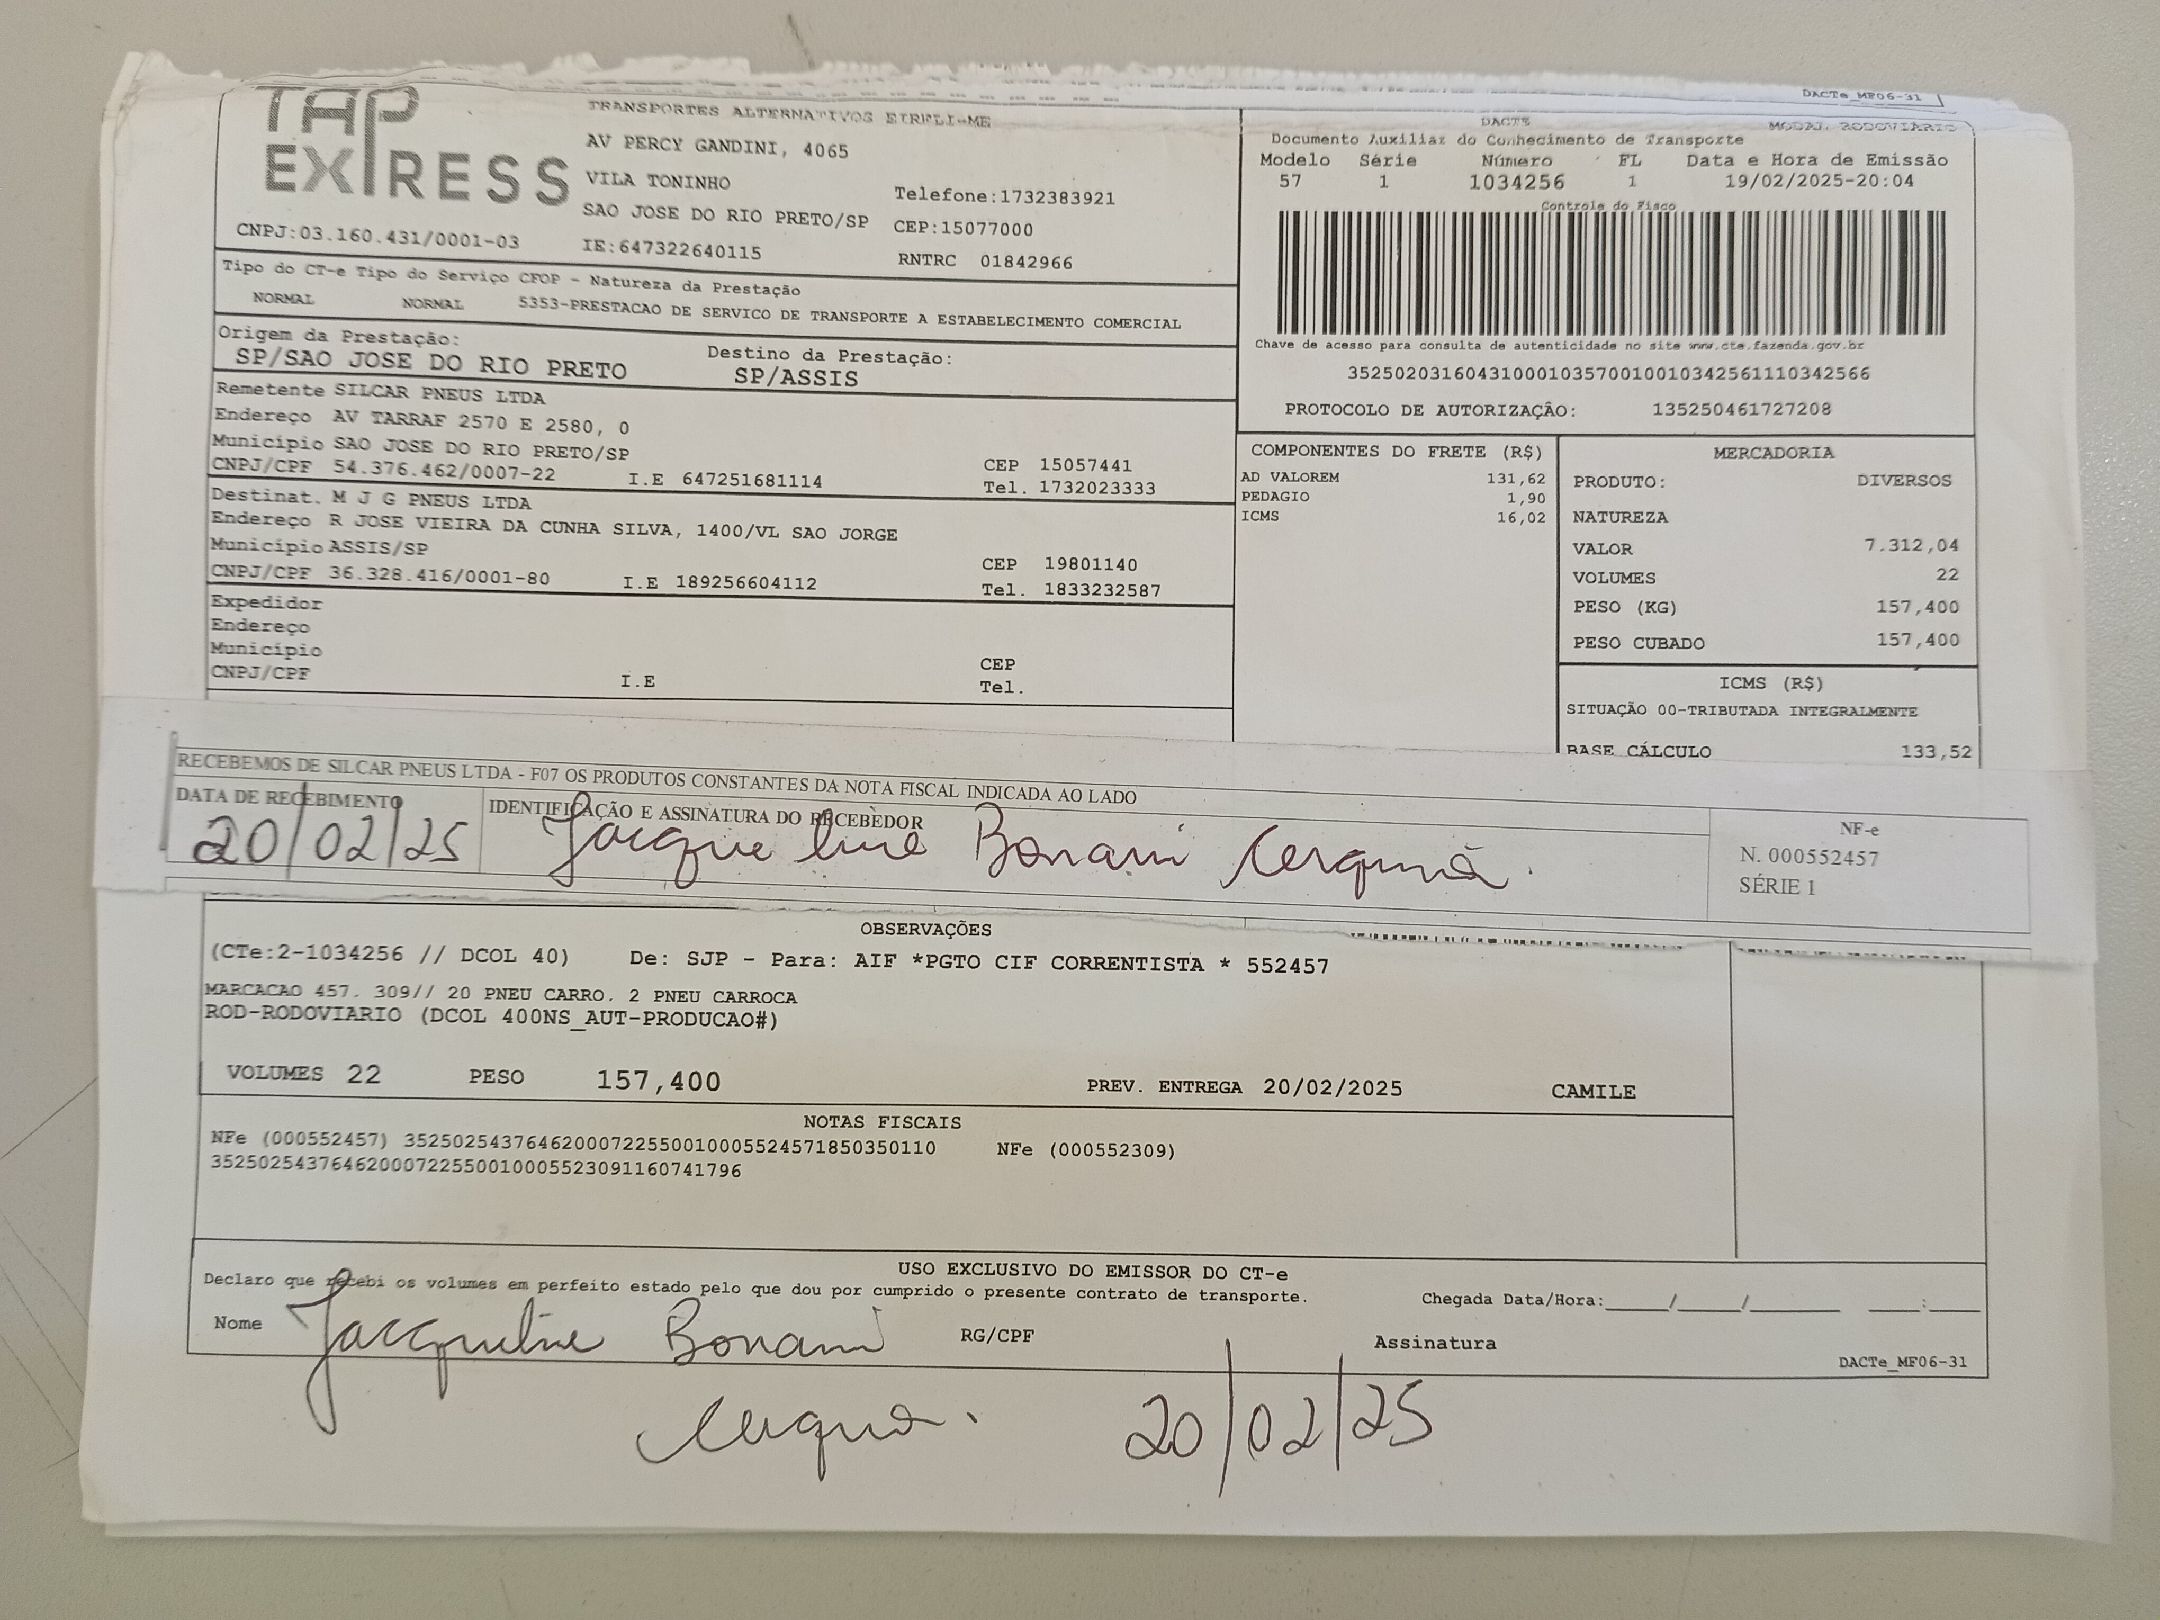 DACTe_MF06-31
TAP EXPRESS
TRANSPORTES ALTERNATIVOS EIRELI-ME
AV PERCY GANDINI, 4065
VILA TONINHO
Telefone:1732383921
SAO JOSE DO RIO PRETO/SP CEP:15077000
CNPJ:03.160.431/0001-03 IE:647322640115 RNTRC 01842966
DACTE MODAL RODOVIARIO
Documento Auxiliar do Conhecimento de Transporte
Modelo Série Número FL Data e Hora de Emissão
57 1 1034256 1 19/02/2025-20:04
Controle do Fisco
Chave de acesso para consulta de autenticidade no site www.cte.fazenda.gov.br
35250203160431000103570010010342561110342566
PROTOCOLO DE AUTORIZAÇÃO: 135250461727208
Tipo do CT-e Tipo do Serviço CFOP - Natureza da Prestação
NORMAL NORMAL 5353-PRESTACAO DE SERVICO DE TRANSPORTE A ESTABELECIMENTO COMERCIAL
Origem da Prestação: Destino da Prestação:
SP/SAO JOSE DO RIO PRETO SP/ASSIS
Remetente SILCAR PNEUS LTDA
Endereço AV TARRAF 2570 E 2580, 0
Município SAO JOSE DO RIO PRETO/SP CEP 15057441
CNPJ/CPF 54.376.462/0007-22 I.E 647251681114 Tel. 1732023333
Destinat. M J G PNEUS LTDA
Endereço R JOSE VIEIRA DA CUNHA SILVA, 1400/VL SAO JORGE
Município ASSIS/SP CEP 19801140
CNPJ/CPF 36.328.416/0001-80 I.E 189256604112 Tel. 1833232587
Expedidor
Endereço
Município CEP
CNPJ/CPF I.E Tel.
COMPONENTES DO FRETE (R$)
AD VALOREM 131,62
PEDAGIO 1,90
ICMS 16,02
MERCADORIA
PRODUTO: DIVERSOS
NATUREZA
VALOR 7.312,04
VOLUMES 22
PESO (KG) 157,400
PESO CUBADO 157,400
ICMS (R$)
SITUAÇÃO 00-TRIBUTADA INTEGRALMENTE
BASE CÁLCULO 133,52
RECEBEMOS DE SILCAR PNEUS LTDA - F07 OS PRODUTOS CONSTANTES DA NOTA FISCAL INDICADA AO LADO
DATA DE RECEBIMENTO IDENTIFICAÇÃO E ASSINATURA DO RECEBEDOR
20/02/25 Jacqueline Bonani
NF-e
N. 000552457
SÉRIE 1
OBSERVAÇÕES
(CTe:2-1034256 // DCOL 40) De: SJP - Para: AIF *PGTO CIF CORRENTISTA * 552457
MARCACAO 457. 309// 20 PNEU CARRO. 2 PNEU CARROCA
ROD-RODOVIARIO (DCOL 400NS_AUT-PRODUCAO#)
VOLUMES 22 PESO 157,400 PREV. ENTREGA 20/02/2025 CAMILE
NOTAS FISCAIS
NFe (000552457) 35250254376462000722550010005524571850350110 NFe (000552309)
35250254376462000722550010005523091160741796
USO EXCLUSIVO DO EMISSOR DO CT-e
Declaro que recebi os volumes em perfeito estado pelo que dou por cumprido o presente contrato de transporte. Chegada Data/Hora:____/____/______ ___:___
Nome Jacqueline Bonani RG/CPF Assinatura
DACTe_MF06-31
20/02/25